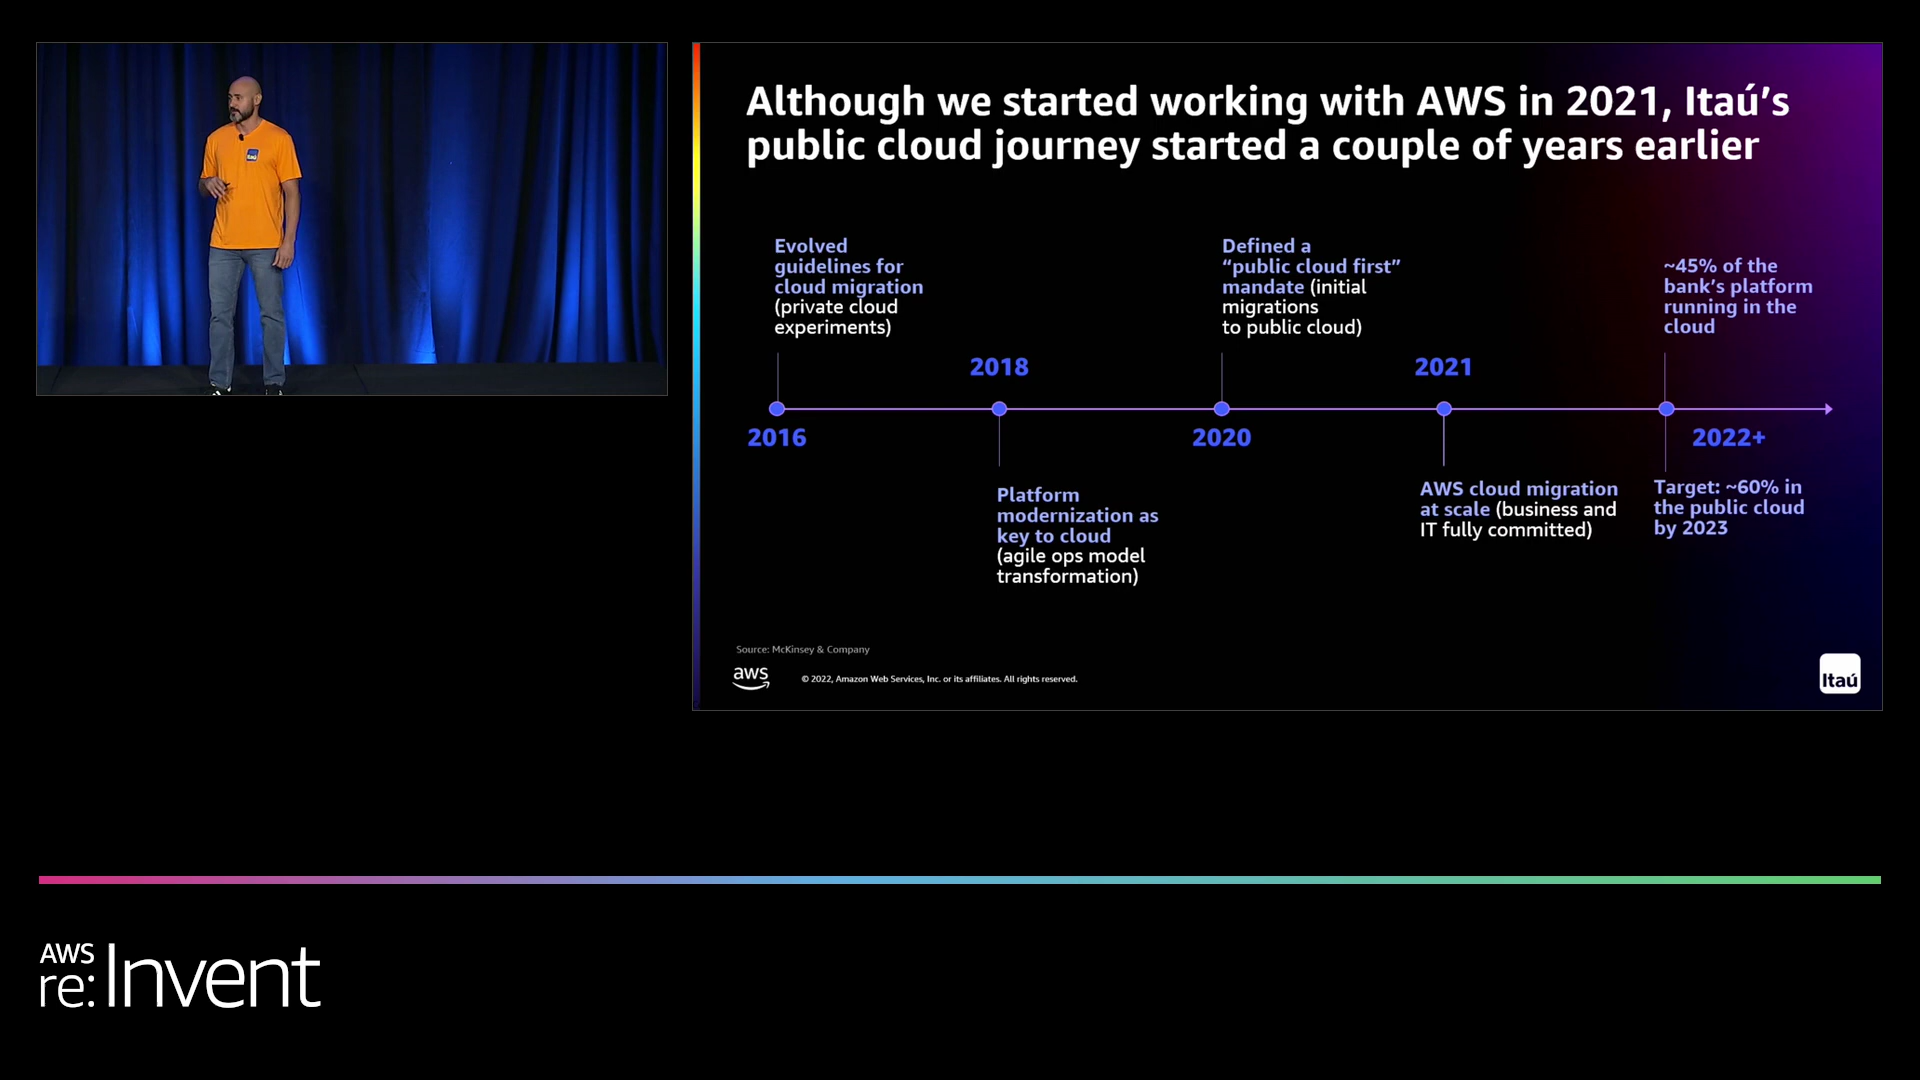 Although we started working with AWS in 2021, Itaú’s
public cloud journey started a couple of years earlier
Evolved
guidelines for
cloud migration
(private cloud
experiments)
2016
2018
Platform
modernization as
key to cloud
(agile ops model
transformation)
Defined a
“public cloud first”
mandate (initial
migrations
to public cloud)
2020
2021
AWS cloud migration
at scale (business and
IT fully committed)
~45% of the
bank’s platform
running in the
cloud
2022+
Target: ~60% in
the public cloud
by 2023
Source: McKinsey & Company
aws
© 2022, Amazon Web Services, Inc. or its affiliates. All rights reserved.
Itaú
Itaú
AWS
re:Invent